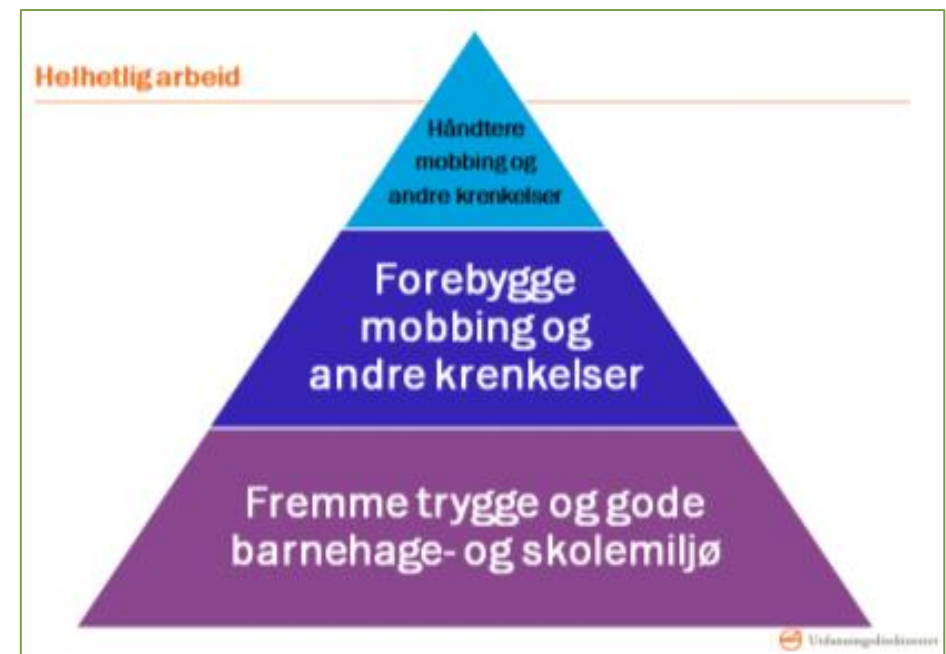 Helhetlig arbeid
Håndtere
mobbing og
andre krenkelser
Forebygge
mobbing og
andre krenkelser
Fremme trygge og gode
barnehage- og skolemiljø
Utdanningsdirektoratet